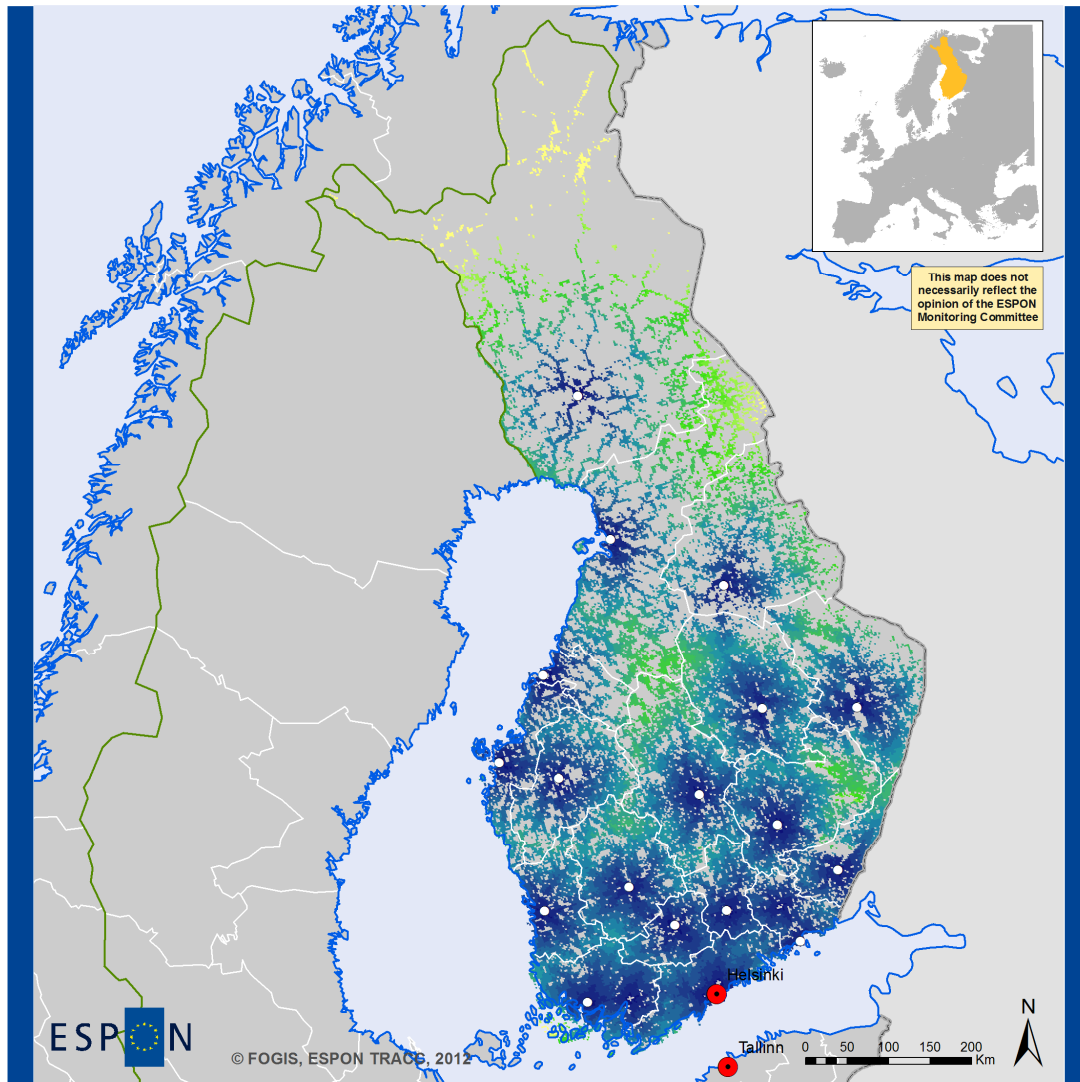 This map does not
necessarily reflect the
opinion of the ESPON
Monitoring Committee
Helsinki
Tallinn
N
0 50 100 150 200
Km
ESPON
© FOGIS, ESPON TRACC, 2012